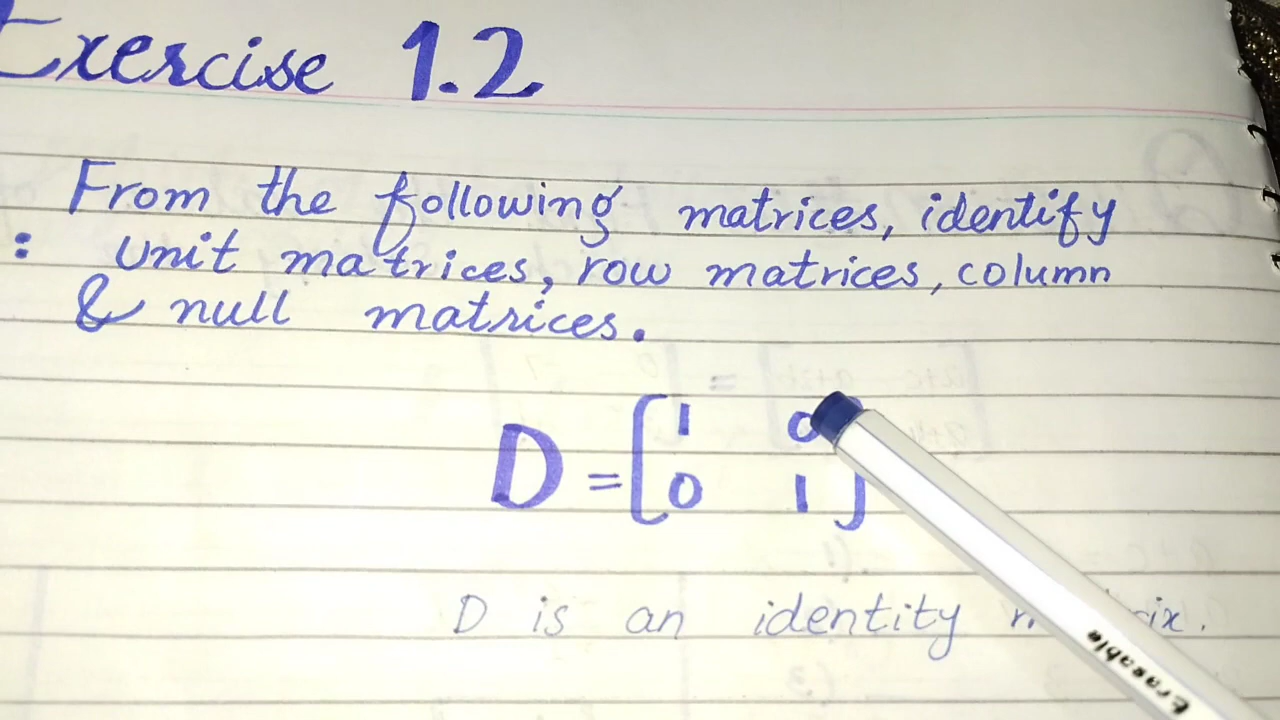 Exercise 1.2
From the following matrices, identify
: Unit matrices, row matrices, column
& null matrices.
D = [1 0
0 1]
D is an identity
Erasable